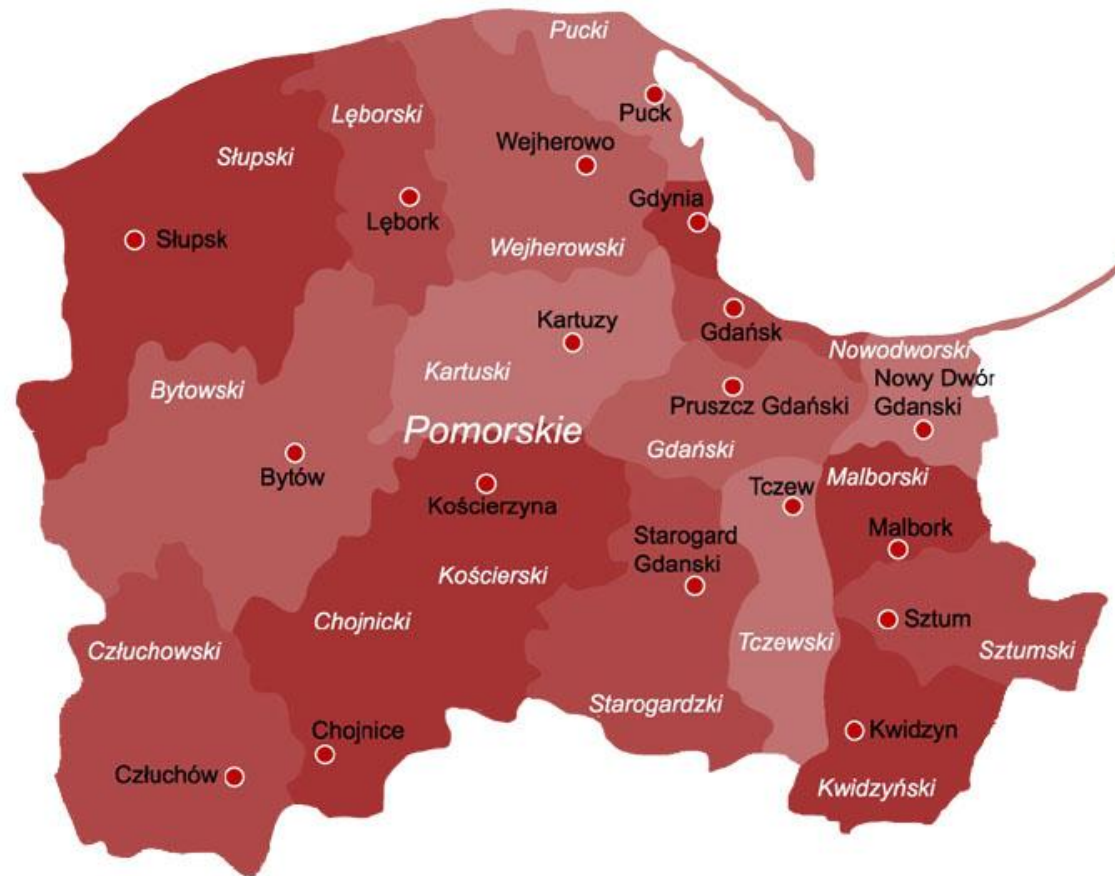 Pucki
Puck
Lęborski
Wejherowo
Słupski
Gdynia
Lębork
Słupsk
Wejherowski
Kartuzy
Gdańsk
Nowodworski
Kartuski
Nowy Dwór
Gdanski
Bytowski
Pruszcz Gdański
Pomorskie
Gdański
Bytów
Malborski
Tczew
Kościerzyna
Malbork
Starogard
Gdanski
Kościerski
Chojnicki
Sztum
Człuchowski
Tczewski
Sztumski
Starogardzki
Chojnice
Kwidzyn
Człuchów
Kwidzyński